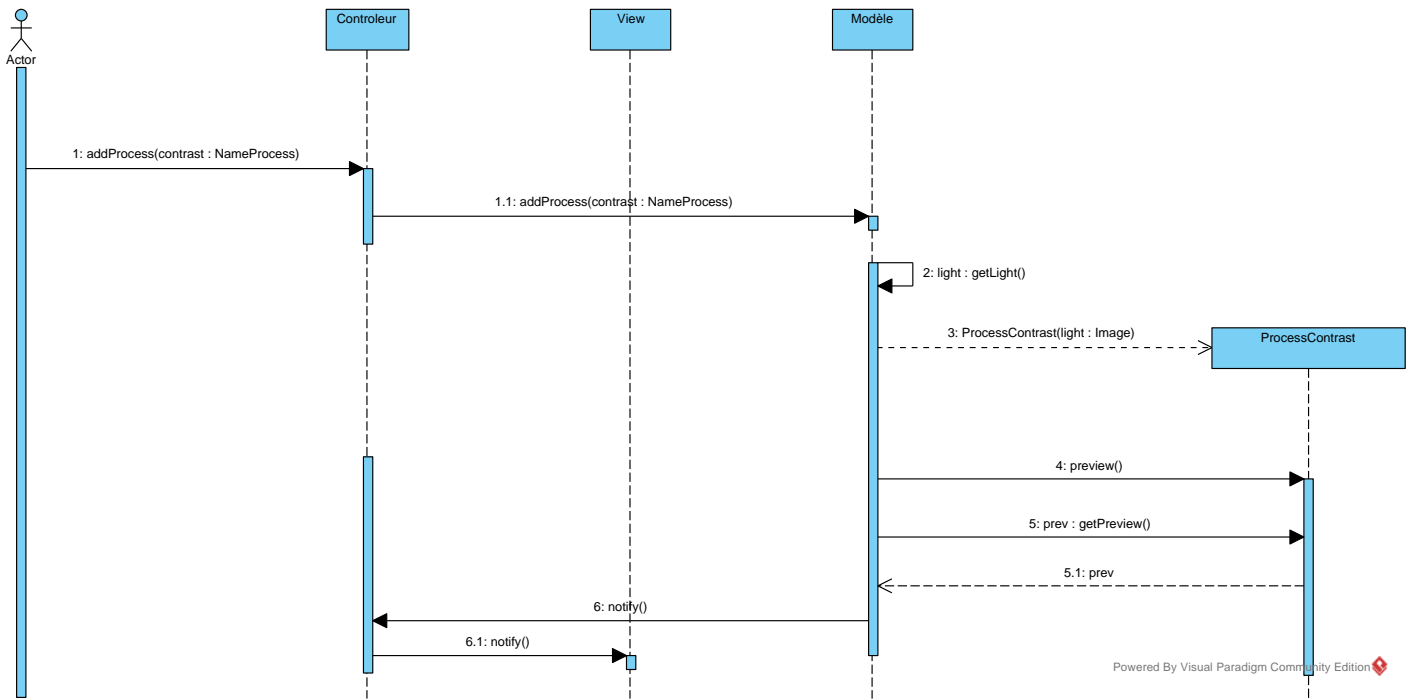 Controleur
View
Modèle
Actor
1: addProcess(contrast : NameProcess)
1.1: addProcess(contrast : NameProcess)
2: light : getLight()
3: ProcessContrast(light : Image)
ProcessContrast
4: preview()
5: prev : getPreview()
5.1: prev
6: notify()
6.1: notify()
Powered By Visual Paradigm Community Edition